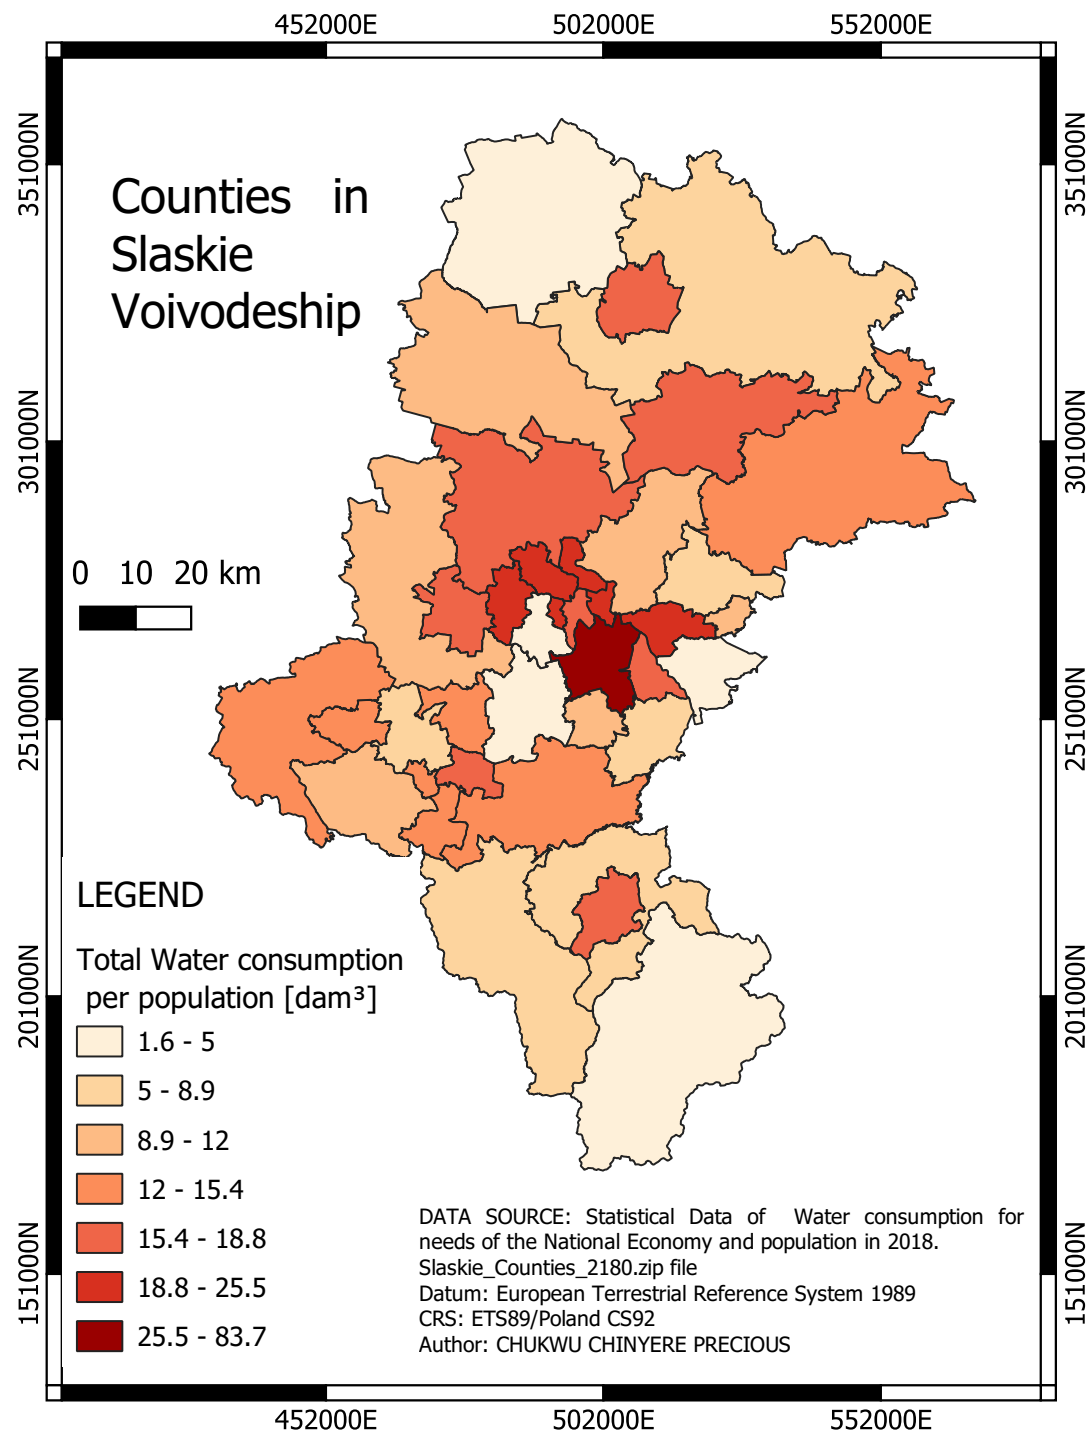 452000E 502000E 552000E
351000N 351000N
Counties in
Slaskie
Voivodeship
301000N 301000N
0 10 20 km
251000N 251000N
LEGEND
Total Water consumption
per population [dam³]
201000N 201000N
1.6 - 5
5 - 8.9
8.9 - 12
12 - 15.4
15.4 - 18.8
18.8 - 25.5
25.5 - 83.7
151000N 151000N
DATA SOURCE: Statistical Data of Water consumption for
needs of the National Economy and population in 2018.
Slaskie_Counties_2180.zip file
Datum: European Terrestrial Reference System 1989
CRS: ETS89/Poland CS92
Author: CHUKWU CHINYERE PRECIOUS
452000E 502000E 552000E